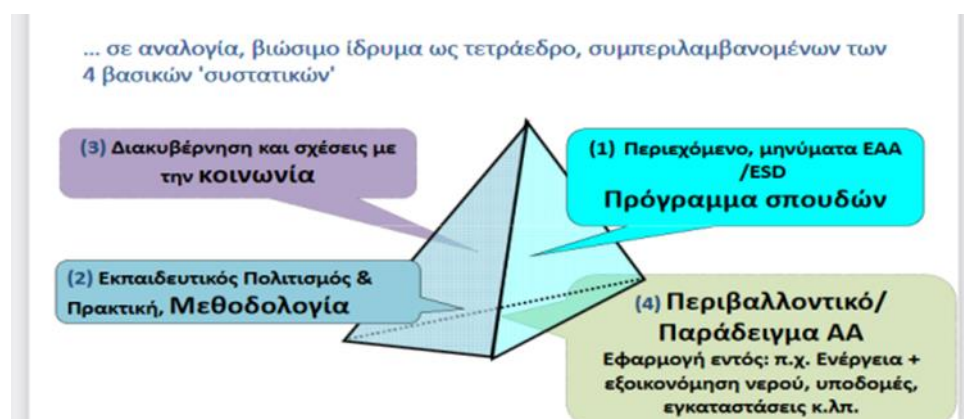 ... σε αναλογία, βιώσιμο ίδρυμα ως τετράεδρο, συμπεριλαμβανομένων των
4 βασικών 'συστατικών'
(3) Διακυβέρνηση και σχέσεις με
την κοινωνία
(1) Περιεχόμενο, μηνύματα ΕΑΑ
/ESD
Πρόγραμμα σπουδών
(2) Εκπαιδευτικός Πολιτισμός &
Πρακτική, Μεθοδολογία
(4) Περιβαλλοντικό/
Παράδειγμα ΑΑ
Εφαρμογή εντός: π.χ. Ενέργεια +
εξοικονόμηση νερού, υποδομές,
εγκαταστάσεις κ.λπ.